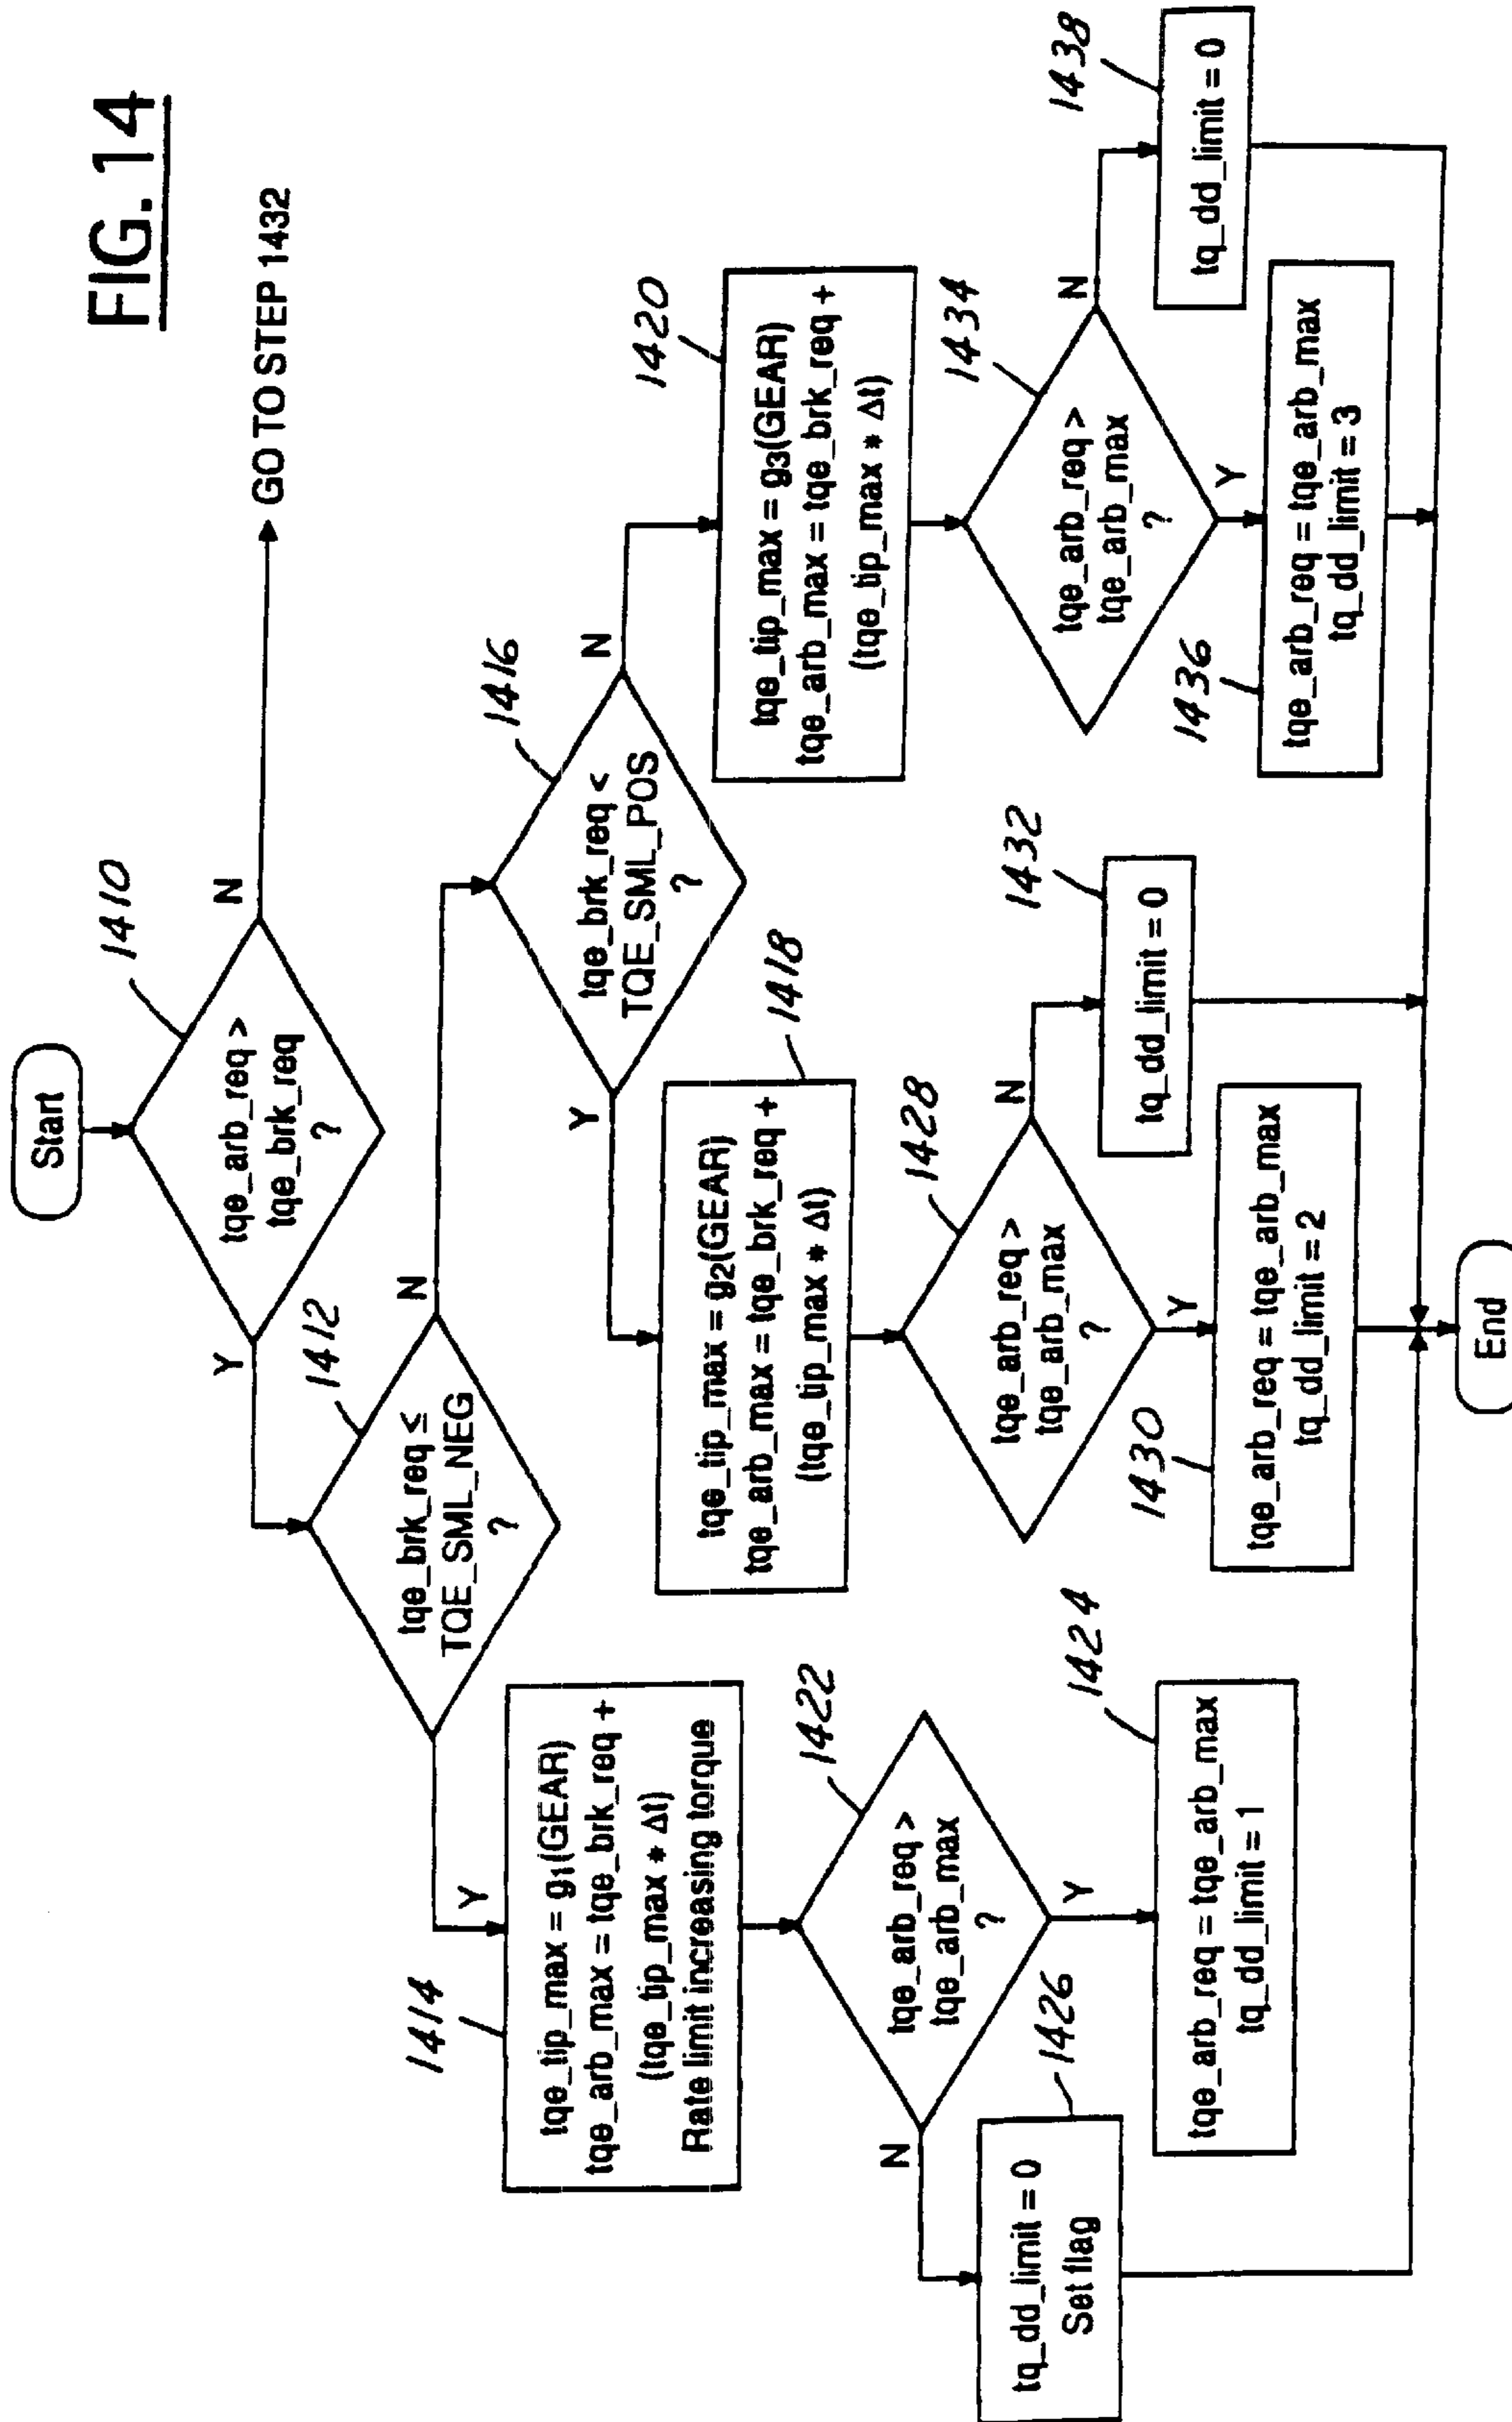 FIG. 14
Start
1410
tqe_arb_req >
tqe_brk_req
?
N
GO TO STEP 1432
Y
1412
tqe_brk_req ≤
TQE_SML_NEG
?
N
Y
1416
tqe_brk_req <
TQE_SML_POS
?
N
Y
1414
tqe_tip_max = g1(GEAR)
tqe_arb_max = tqe_brk_req +
(tqe_tip_max * Δt)
Rate limit increasing torque
1418
tqe_tip_max = g2(GEAR)
tqe_arb_max = tqe_brk_req +
(tqe_tip_max * Δt)
1420
tqe_tip_max = g3(GEAR)
tqe_arb_max = tqe_brk_req +
(tqe_tip_max * Δt)
1422
tqe_arb_req >
tqe_arb_max
?
N
Y
1428
tqe_arb_req >
tqe_arb_max
?
N
Y
1434
tqe_arb_req >
tqe_arb_max
?
N
Y
1426
tq_dd_limit = 0
Set flag
1424
tqe_arb_req = tqe_arb_max
tq_dd_limit = 1
1430
tqe_arb_req = tqe_arb_max
tq_dd_limit = 2
1432
tq_dd_limit = 0
1436
tqe_arb_req = tqe_arb_max
tq_dd_limit = 3
1438
tq_dd_limit = 0
End